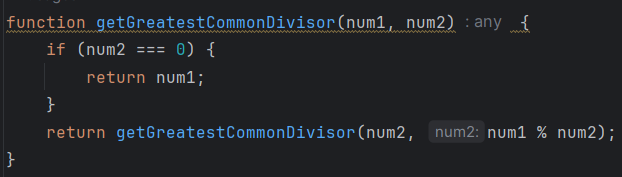 function getGreatestCommonDivisor(num1, num2) : any {
    if (num2 === 0) {
        return num1;
    }
    return getGreatestCommonDivisor(num2, num2: num1 % num2);
}